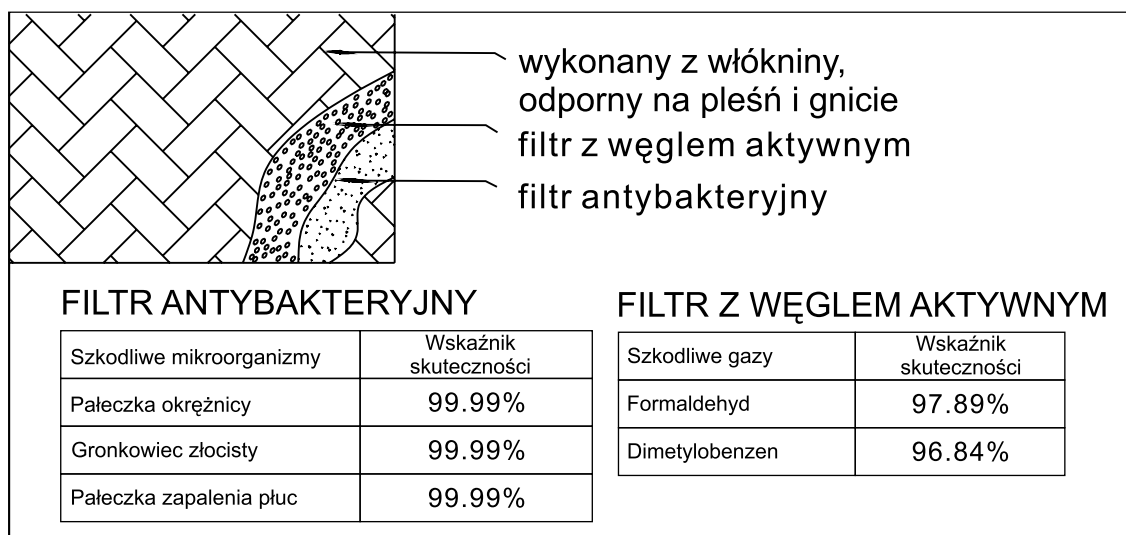 wykonany z włókniny,
odporny na pleśń i gnicie
filtr z węglem aktywnym
filtr antybakteryjny
FILTR ANTYBAKTERYJNY
Szkodliwe mikroorganizmy
Wskaźnik
skuteczności
Pałeczka okrężnicy
99.99%
Gronkowiec złocisty
99.99%
Pałeczka zapalenia płuc
99.99%
FILTR Z WĘGLEM AKTYWNYM
Szkodliwe gazy
Wskaźnik
skuteczności
Formaldehyd
97.89%
Dimetylobenzen
96.84%